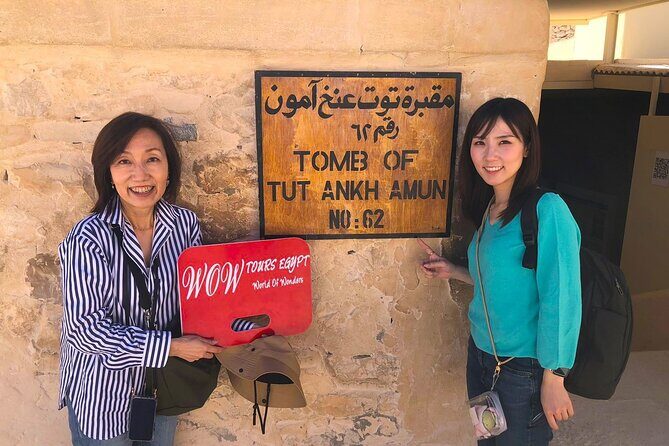 مقبرة توت عنخ آمون
رقم ٦٢
TOMB OF
TUT ANKH AMUN
NO:62
WOW TOURS EGYPT
World of Wonders